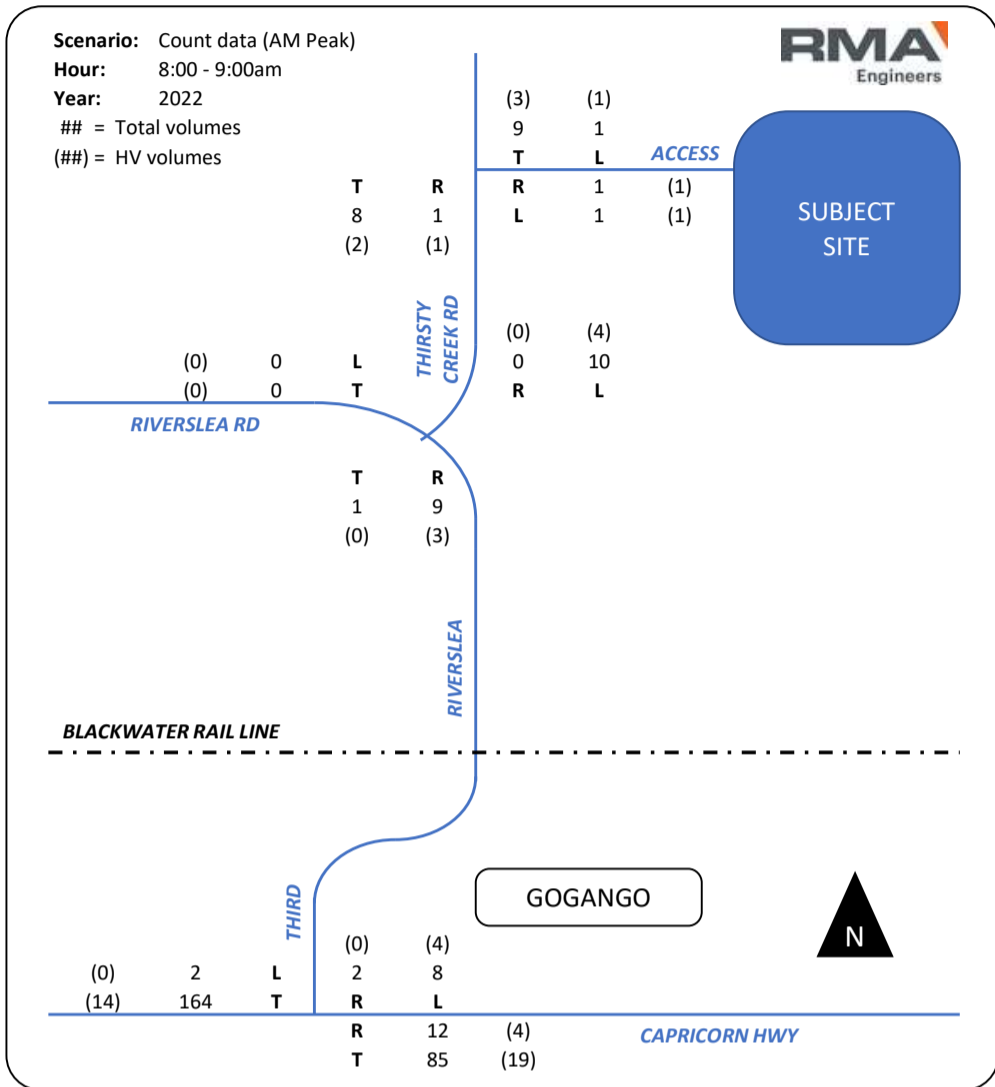 Scenario: Count data (AM Peak)
Hour: 8:00 - 9:00am
Year: 2022
## = Total volumes
(##) = HV volumes
RMA
Engineers
(3) (1)
9 1
T L ACCESS
T R R 1 (1)
8 1 L 1 (1)
(2) (1)
SUBJECT
SITE
THIRSTY
CREEK RD
(0) (4)
(0) 0 L 0 10
(0) 0 T R L
RIVERSLEA RD
T R
1 9
(0) (3)
RIVERSLEA
BLACKWATER RAIL LINE
GOGANGO
THIRD
N
(0) (4)
(0) 2 L 2 8
(14) 164 T R L
R 12 (4)
CAPRICORN HWY
T 85 (19)